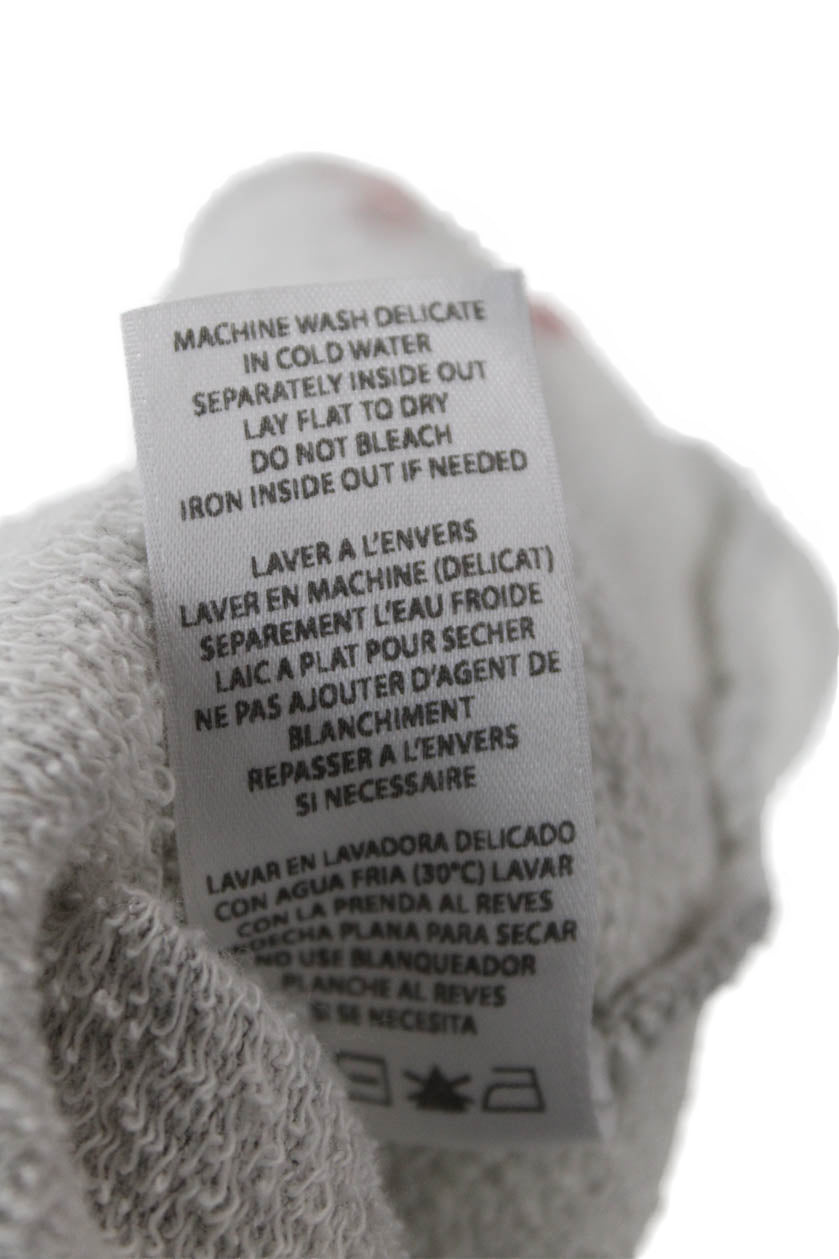 MACHINE WASH DELICATE
IN COLD WATER
SEPARATELY INSIDE OUT
LAY FLAT TO DRY
DO NOT BLEACH
IRON INSIDE OUT IF NEEDED
LAVER A L'ENVERS
LAVER EN MACHINE (DELICAT)
SEPAREMENT L'EAU FROIDE
LAIC A PLAT POUR SECHER
NE PAS AJOUTER D'AGENT DE
BLANCHIMENT
REPASSER A L'ENVERS
SI NECESSAIRE
LAVAR EN LAVADORA DELICADO
CON AGUA FRIA (30°C) LAVAR
CON LA PRENDA AL REVES
PLANA PARA SECAR
NO USE BLANQUEADOR
PLANCHE AL REVES
SI SE NECESITA